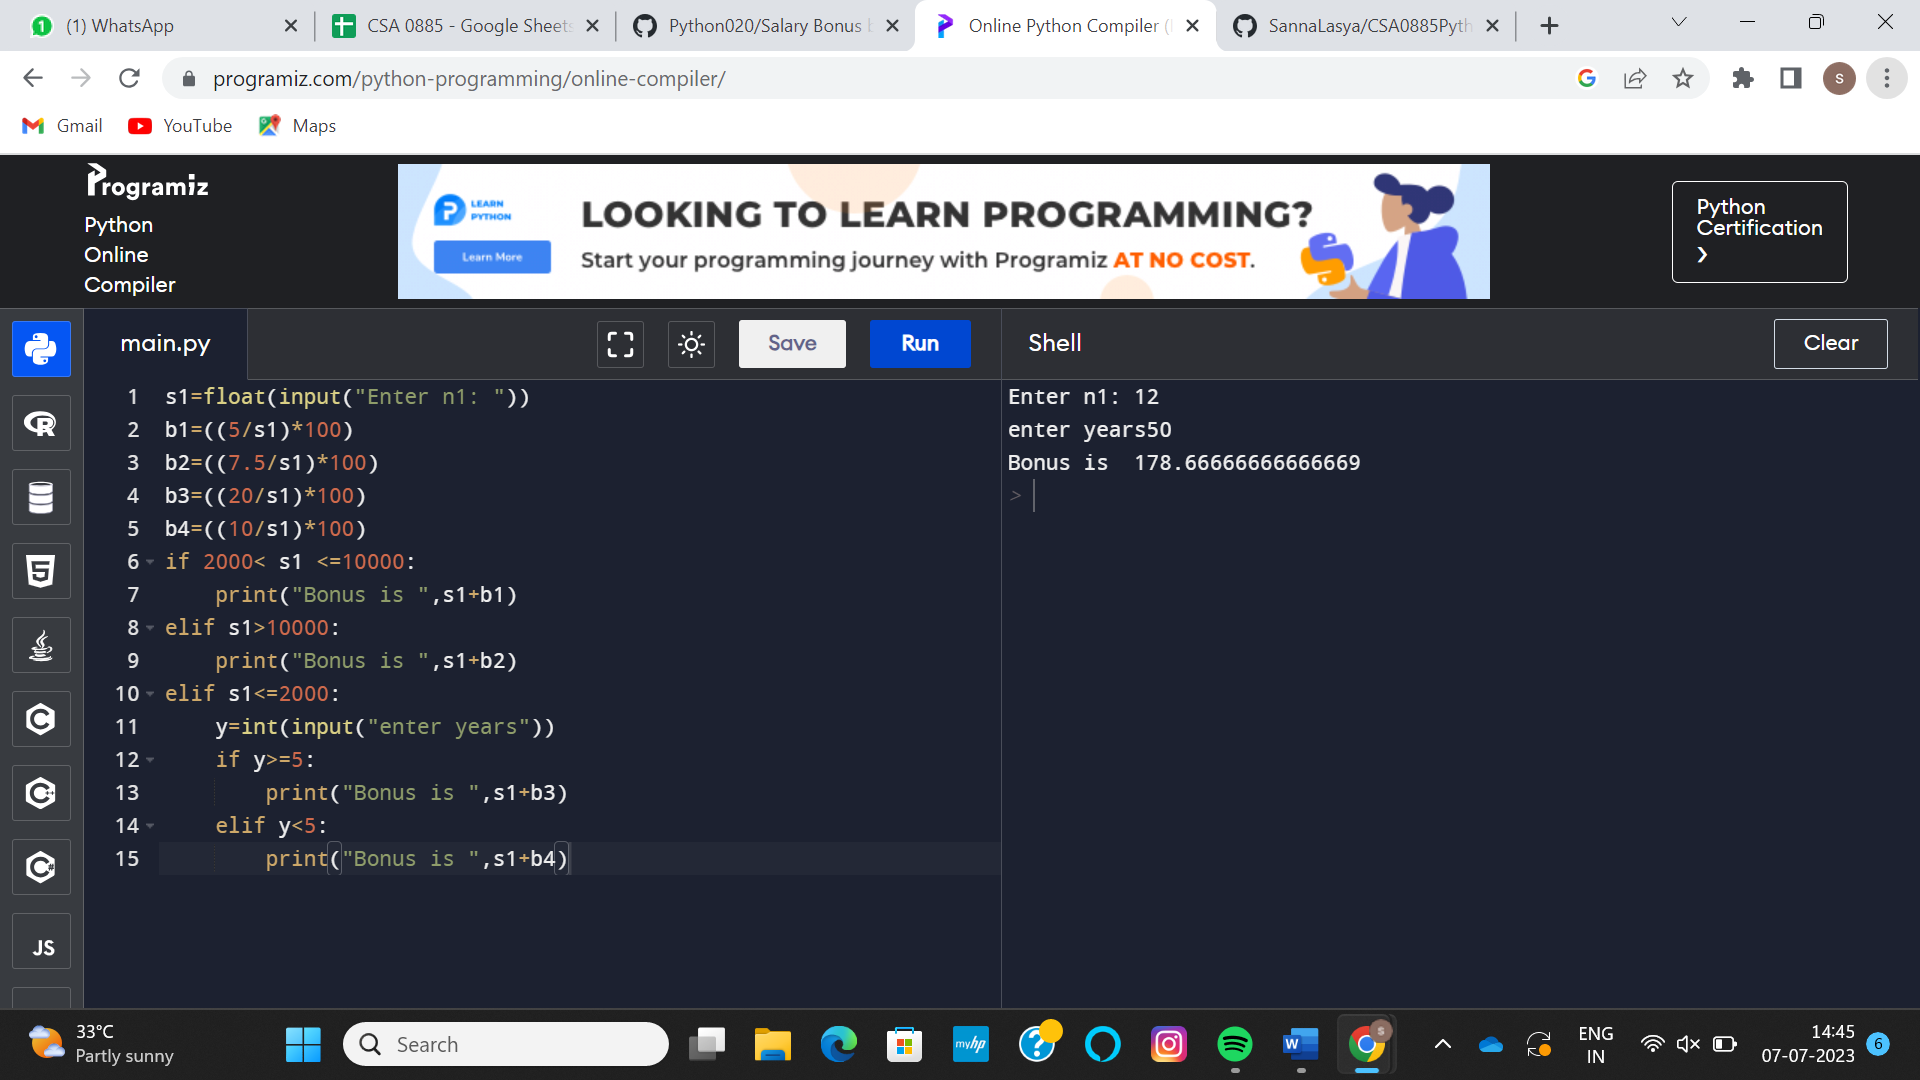 (1) WhatsApp
CSA 0885 - Google Sheets
Python020/Salary Bonus b
Online Python Compiler (I
SannaLasya/CSA0885Pyth
programiz.com/python-programming/online-compiler/
S
Gmail
YouTube
Maps
Programiz
Python
Online
Compiler
LEARN
PYTHON
Learn More
LOOKING TO LEARN PROGRAMMING?
Start your programming journey with Programiz AT NO COST.
Python
Certification
main.py
Save
Run
Shell
Clear
1 s1=float(input("Enter n1: "))
2 b1=((5/s1)*100)
3 b2=((7.5/s1)*100)
4 b3=((20/s1)*100)
5 b4=((10/s1)*100)
6 if 2000< s1 <=10000:
7     print("Bonus is ",s1+b1)
8 elif s1>10000:
9     print("Bonus is ",s1+b2)
10 elif s1<=2000:
11     y=int(input("enter years"))
12     if y>=5:
13         print("Bonus is ",s1+b3)
14     elif y<5:
15         print("Bonus is ",s1+b4)
Enter n1: 12
enter years50
Bonus is  178.66666666666669
>
JS
33°C
Partly sunny
Search
myhp
W
S
ENG
IN
14:45
07-07-2023
6